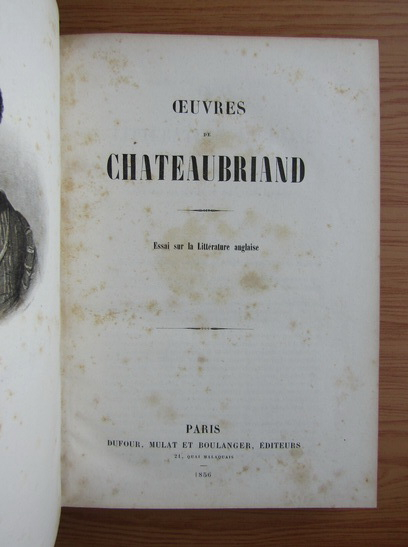 ŒUVRES
DE
CHATEAUBRIAND
Essai sur la Littérature anglaise
PARIS
DUFOUR, MULAT ET BOULANGER, ÉDITEURS
21, QUAI MALAQUAIS
1856